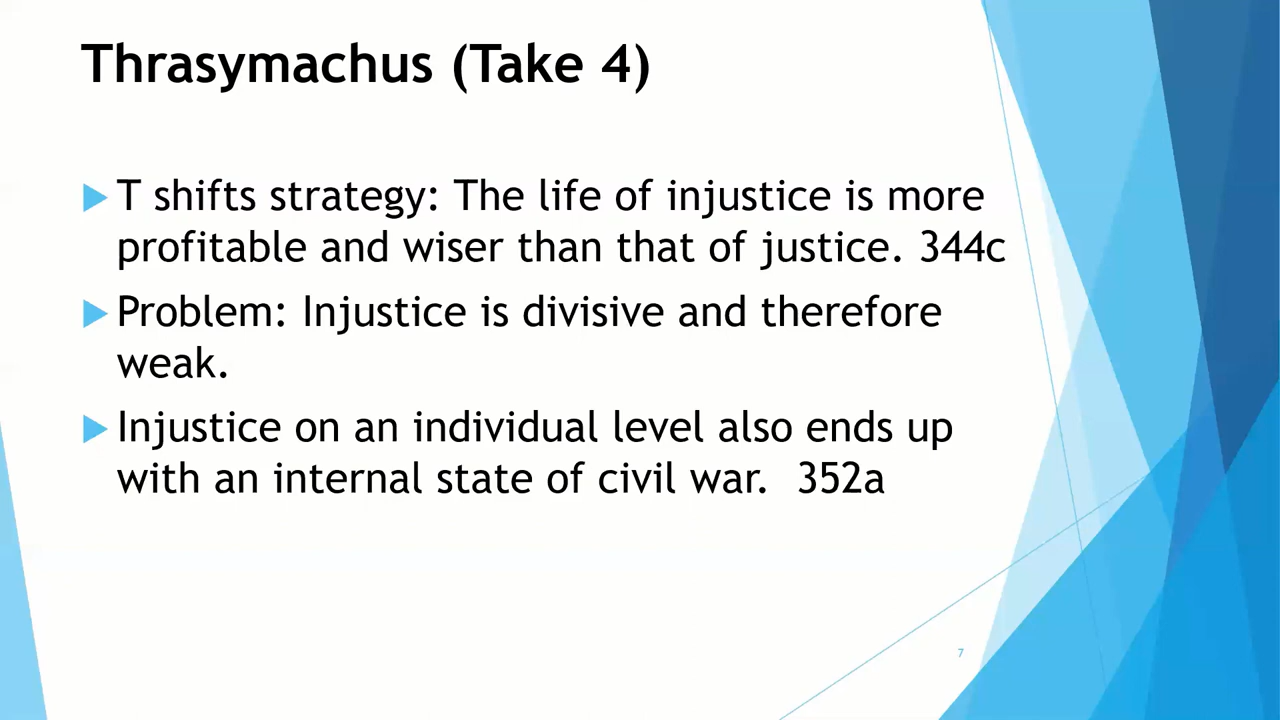 Thrasymachus (Take 4)
T shifts strategy: The life of injustice is more
profitable and wiser than that of justice. 344c
Problem: Injustice is divisive and therefore
weak.
Injustice on an individual level also ends up
with an internal state of civil war.  352a
7